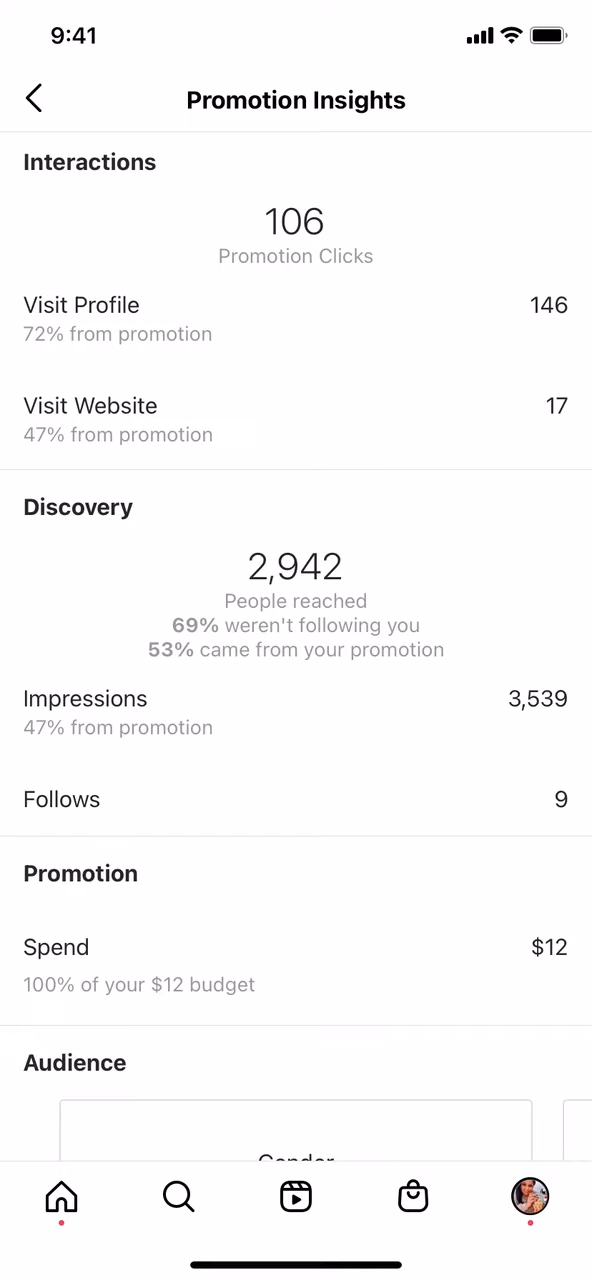 9:41
Promotion Insights
Interactions
106
Promotion Clicks
Visit Profile 146
72% from promotion
Visit Website 17
47% from promotion
Discovery
2,942
People reached
69% weren't following you
53% came from your promotion
Impressions 3,539
47% from promotion
Follows 9
Promotion
Spend $12
100% of your $12 budget
Audience
Gender